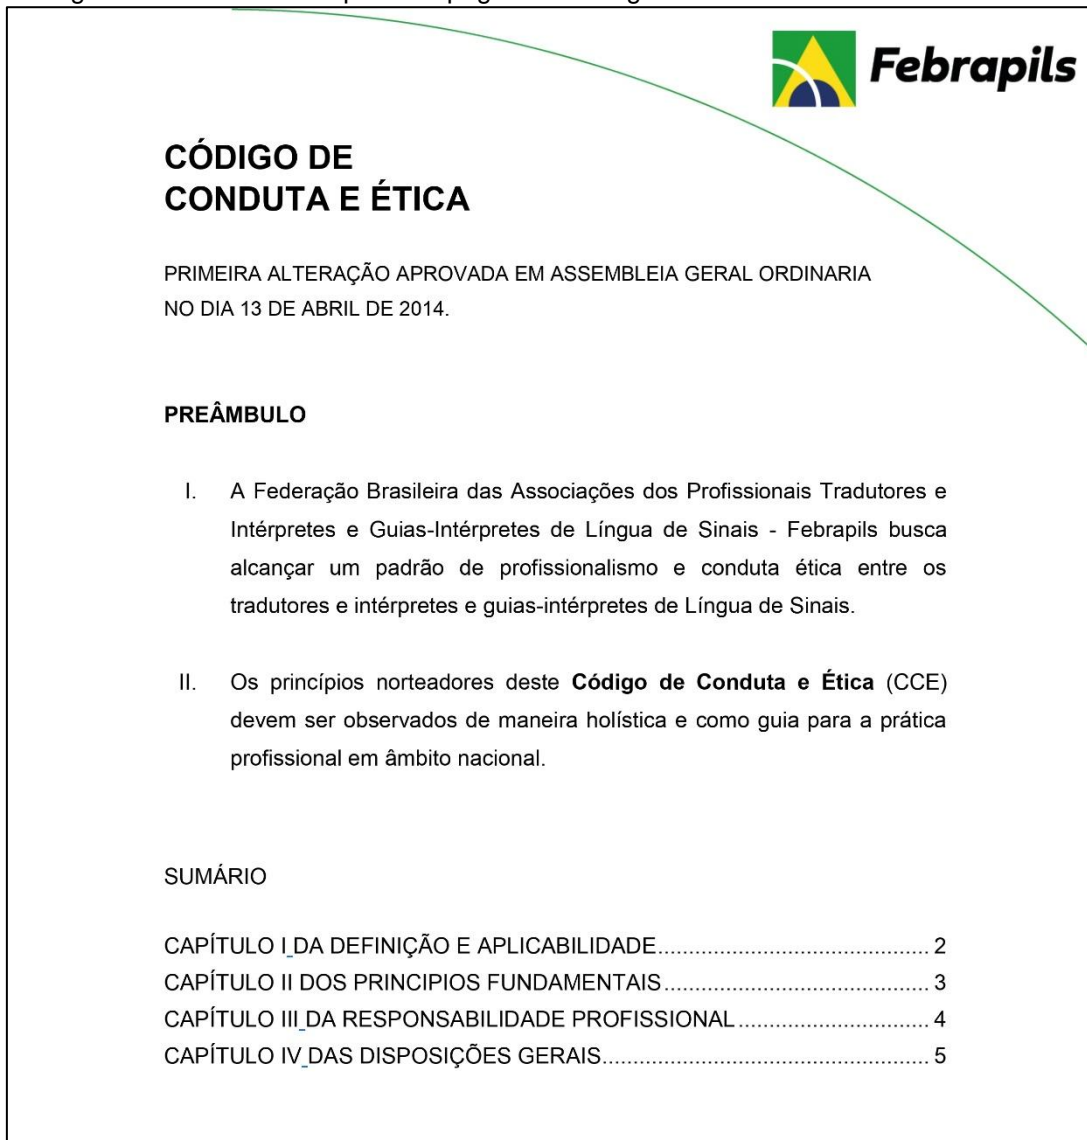 Febrapils
CÓDIGO DE
CONDUTA E ÉTICA
PRIMEIRA ALTERAÇÃO APROVADA EM ASSEMBLEIA GERAL ORDINARIA
NO DIA 13 DE ABRIL DE 2014.
PREÂMBULO
I. A Federação Brasileira das Associações dos Profissionais Tradutores e
Intérpretes e Guias-Intérpretes de Língua de Sinais - Febrapils busca
alcançar um padrão de profissionalismo e conduta ética entre os
tradutores e intérpretes e guias-intérpretes de Língua de Sinais.
II. Os princípios norteadores deste Código de Conduta e Ética (CCE)
devem ser observados de maneira holística e como guia para a prática
profissional em âmbito nacional.
SUMÁRIO
CAPÍTULO I DA DEFINIÇÃO E APLICABILIDADE............................................ 2
CAPÍTULO II DOS PRINCIPIOS FUNDAMENTAIS........................................... 3
CAPÍTULO III DA RESPONSABILIDADE PROFISSIONAL............................... 4
CAPÍTULO IV DAS DISPOSIÇÕES GERAIS..................................................... 5